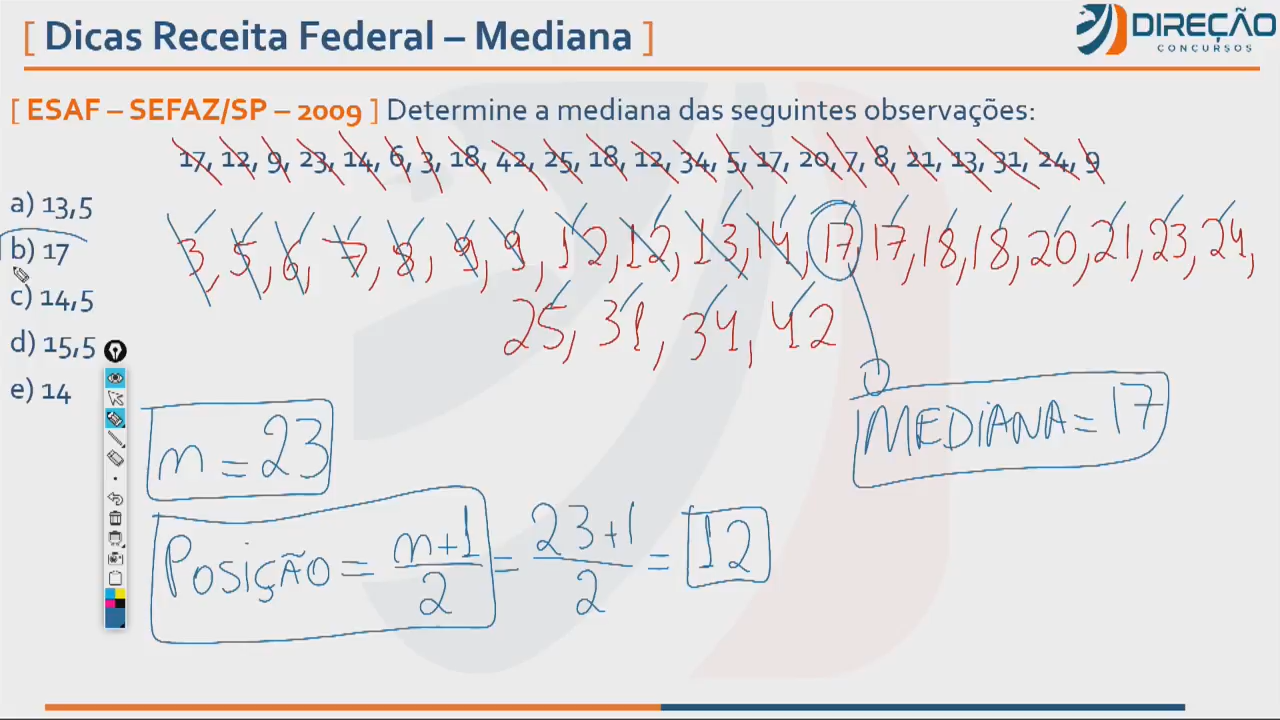 [ Dicas Receita Federal – Mediana ]
DIREÇÃO
CONCURSOS
[ ESAF – SEFAZ/SP – 2009 ] Determine a mediana das seguintes observações:
17, 12, 9, 23, 14, 6, 3, 18, 42, 25, 18, 12, 34, 5, 17, 20, 7, 8, 21, 13, 31, 24, 9
a) 13,5
b) 17
c) 14,5
d) 15,5
e) 14
3, 5, 6, 7, 8, 9, 9, 12, 12, 13, 14, 17, 17, 18, 18, 20, 21, 23, 24,
25, 31, 34, 42
MEDIANA = 17
n = 23
POSIÇÃO = n+1/2 = 23+1/2 = 12